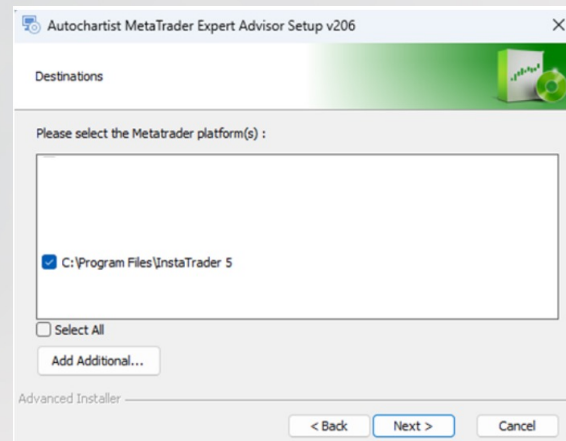 Autochartist MetaTrader Expert Advisor Setup v206
Destinations
Please select the Metatrader platform(s) :
C:\Program Files\InstaTrader 5
Select All
Add Additional...
Advanced Installer
< Back Next > Cancel